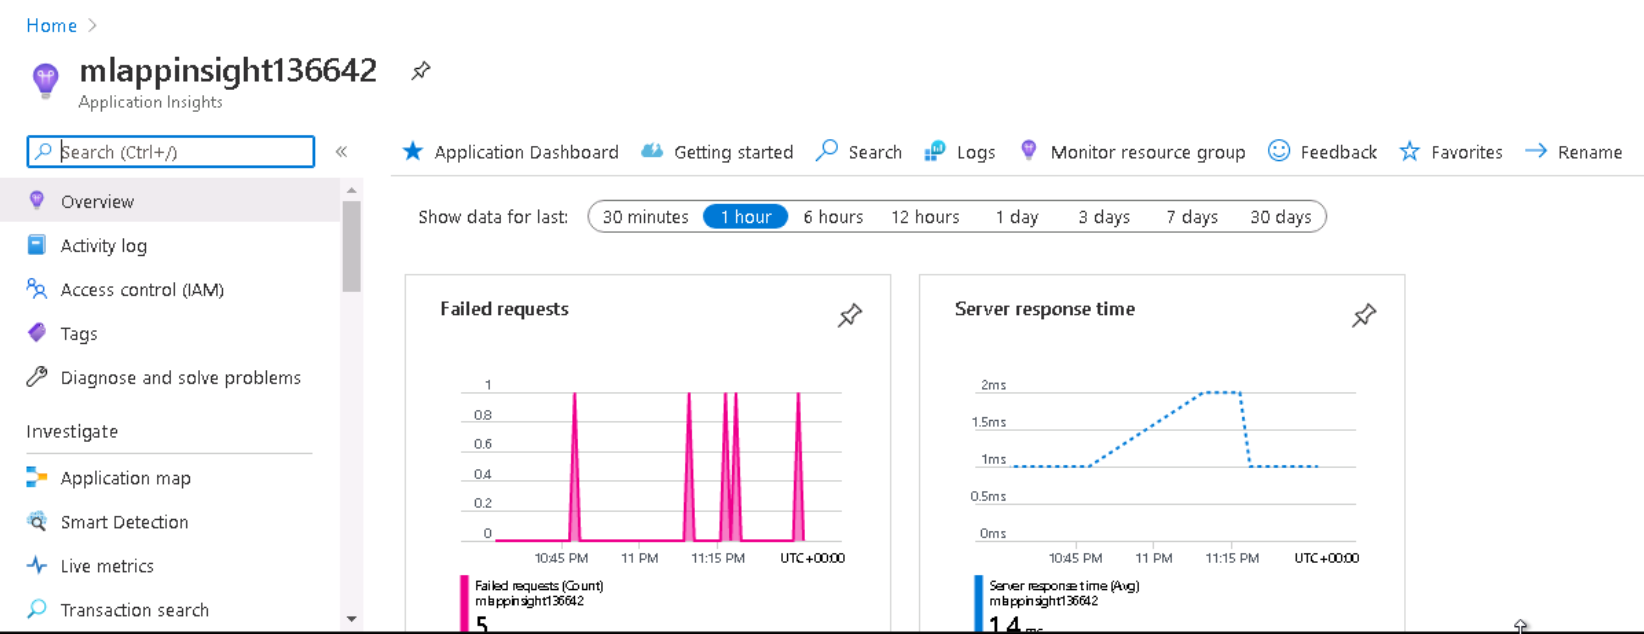 Home >
mlappinsight136642
Application Insights
Search (Ctrl+/)
«
Overview
Activity log
Access control (IAM)
Tags
Diagnose and solve problems
Investigate
Application map
Smart Detection
Live metrics
Transaction search
Application Dashboard Getting started Search Logs Monitor resource group Feedback Favorites Rename
Show data for last: 30 minutes 1 hour 6 hours 12 hours 1 day 3 days 7 days 30 days
Failed requests
1
0.8
0.6
0.4
0.2
0
10:45 PM 11 PM 11:15 PM UTC+00:00
Failed requests (Count)
mlappinsight136642
5
Server response time
2ms
1.5ms
1ms
0.5ms
0ms
10:45 PM 11 PM 11:15 PM UTC+00:00
Server response time (Avg)
mlappinsight136642
1.4 ms